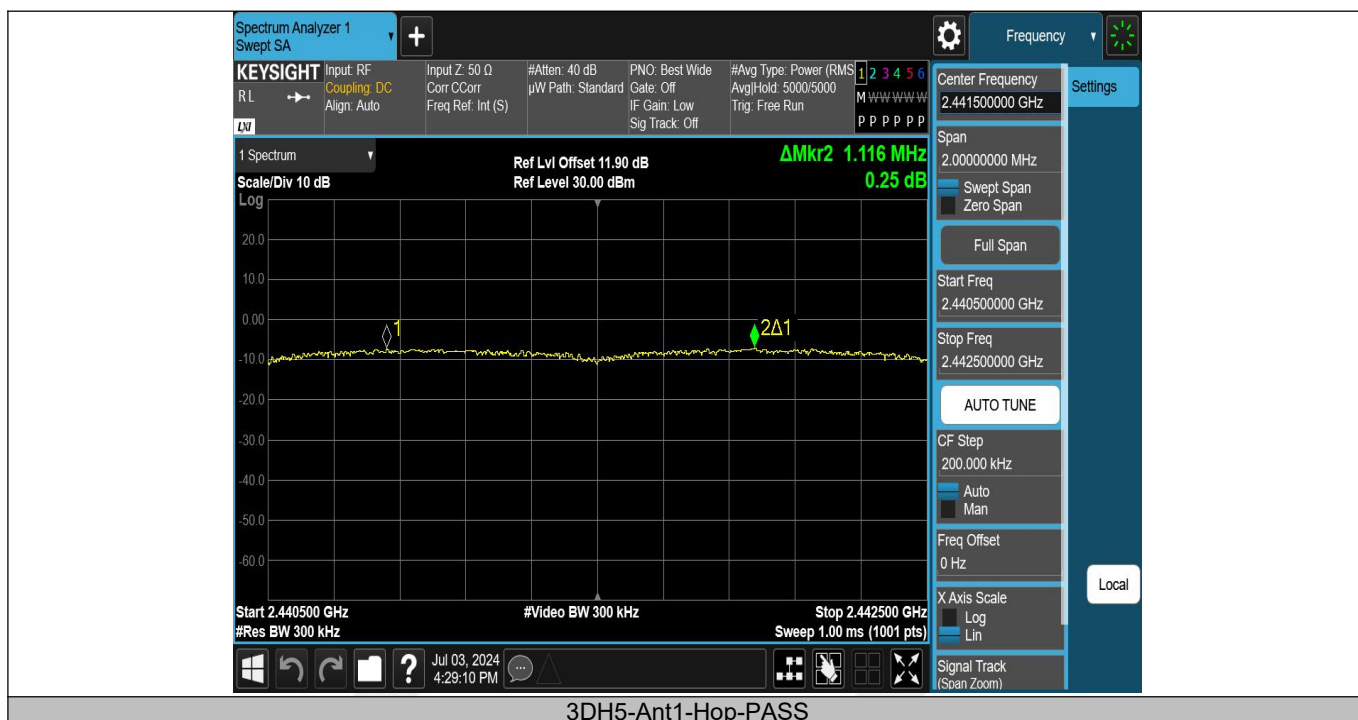 Spectrum Analyzer 1
Swept SA
+
Frequency
KEYSIGHT
R L
LXI
Input: RF
Coupling: DC
Align: Auto
Input Z: 50 Ω
Corr CCorr
Freq Ref: Int (S)
#Atten: 40 dB
µW Path: Standard
PNO: Best Wide
Gate: Off
IF Gain: Low
Sig Track: Off
#Avg Type: Power (RMS
Avg|Hold: 5000/5000
Trig: Free Run
1 2 3 4 5 6
M W W W W W
P P P P P P
1 Spectrum
Scale/Div 10 dB
Log
Ref Lvl Offset 11.90 dB
Ref Level 30.00 dBm
ΔMkr2 1.116 MHz
0.25 dB
20.0
10.0
0.00
-10.0
-20.0
-30.0
-40.0
-50.0
-60.0
1
2Δ1
Start 2.440500 GHz
#Res BW 300 kHz
#Video BW 300 kHz
Stop 2.442500 GHz
Sweep 1.00 ms (1001 pts)
Center Frequency
2.441500000 GHz
Settings
Span
2.00000000 MHz
Swept Span
Zero Span
Full Span
Start Freq
2.440500000 GHz
Stop Freq
2.442500000 GHz
AUTO TUNE
CF Step
200.000 kHz
Auto
Man
Freq Offset
0 Hz
X Axis Scale
Log
Lin
Local
Signal Track
(Span Zoom)
?
Jul 03, 2024
4:29:10 PM
3DH5-Ant1-Hop-PASS